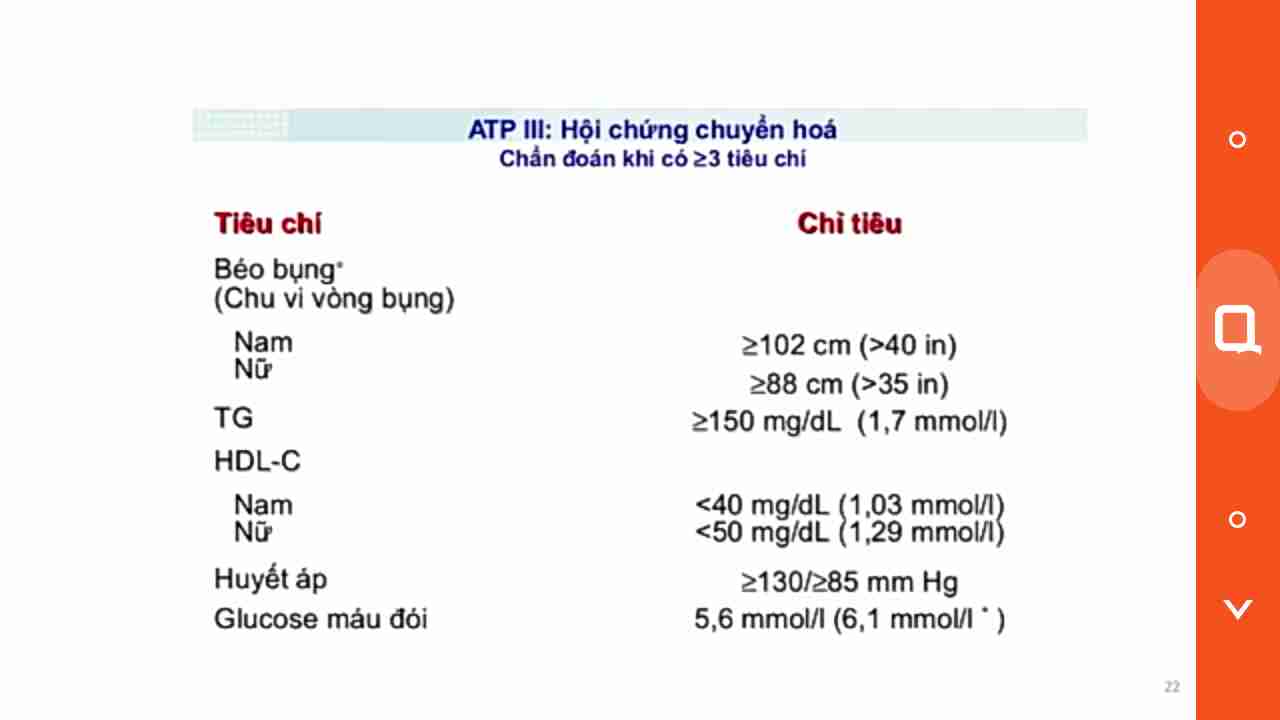 ATP III: Hội chứng chuyển hoá
Chẩn đoán khi có ≥3 tiêu chí
Tiêu chí Chỉ tiêu
Béo bụng*
(Chu vi vòng bụng)
Nam ≥102 cm (>40 in)
Nữ ≥88 cm (>35 in)
TG ≥150 mg/dL (1,7 mmol/l)
HDL-C
Nam <40 mg/dL (1,03 mmol/l)
Nữ <50 mg/dL (1,29 mmol/l)
Huyết áp ≥130/≥85 mm Hg
Glucose máu đói 5,6 mmol/l (6,1 mmol/l * )
22